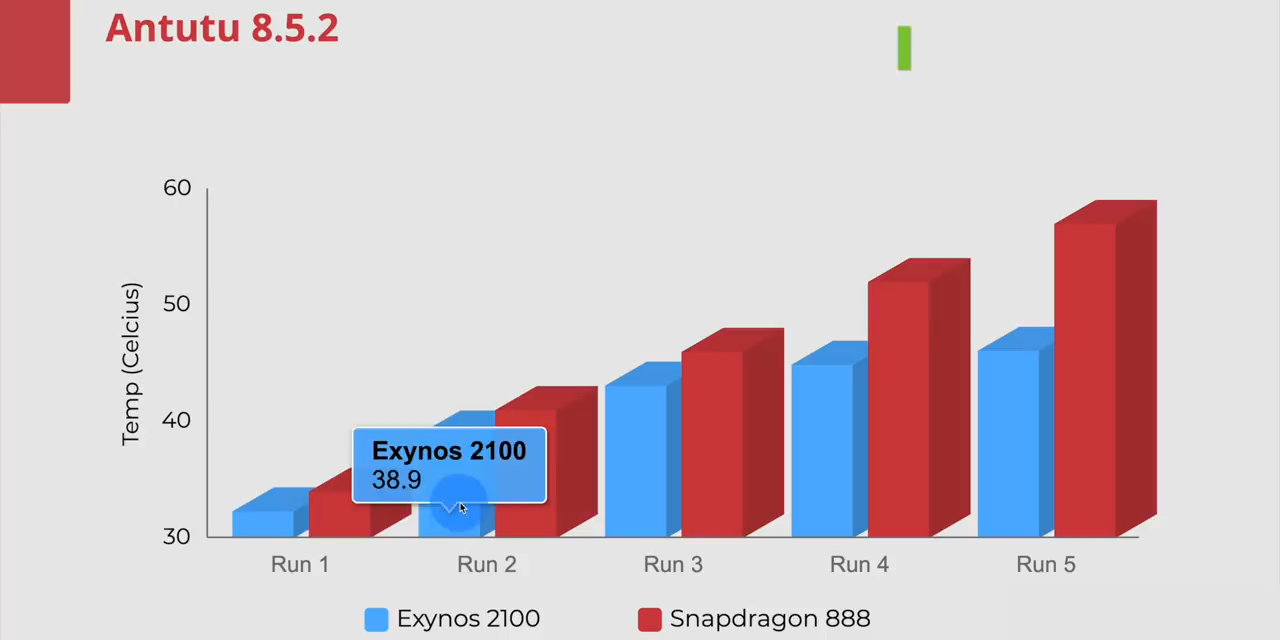 Antutu 8.5.2
60
50
40
30
Temp (Celcius)
Exynos 2100
38.9
Run 1 Run 2 Run 3 Run 4 Run 5
Exynos 2100 Snapdragon 888